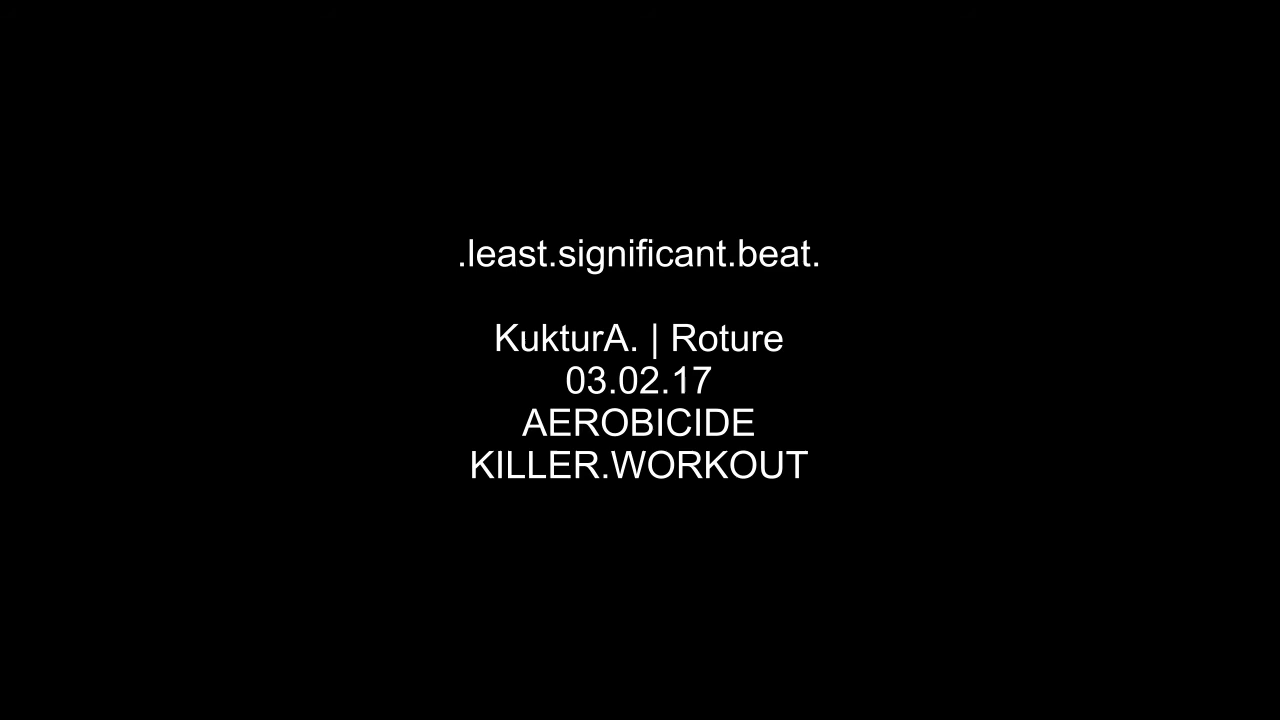 .least.significant.beat.
KukturA. | Roture
03.02.17
AEROBICIDE
KILLER.WORKOUT